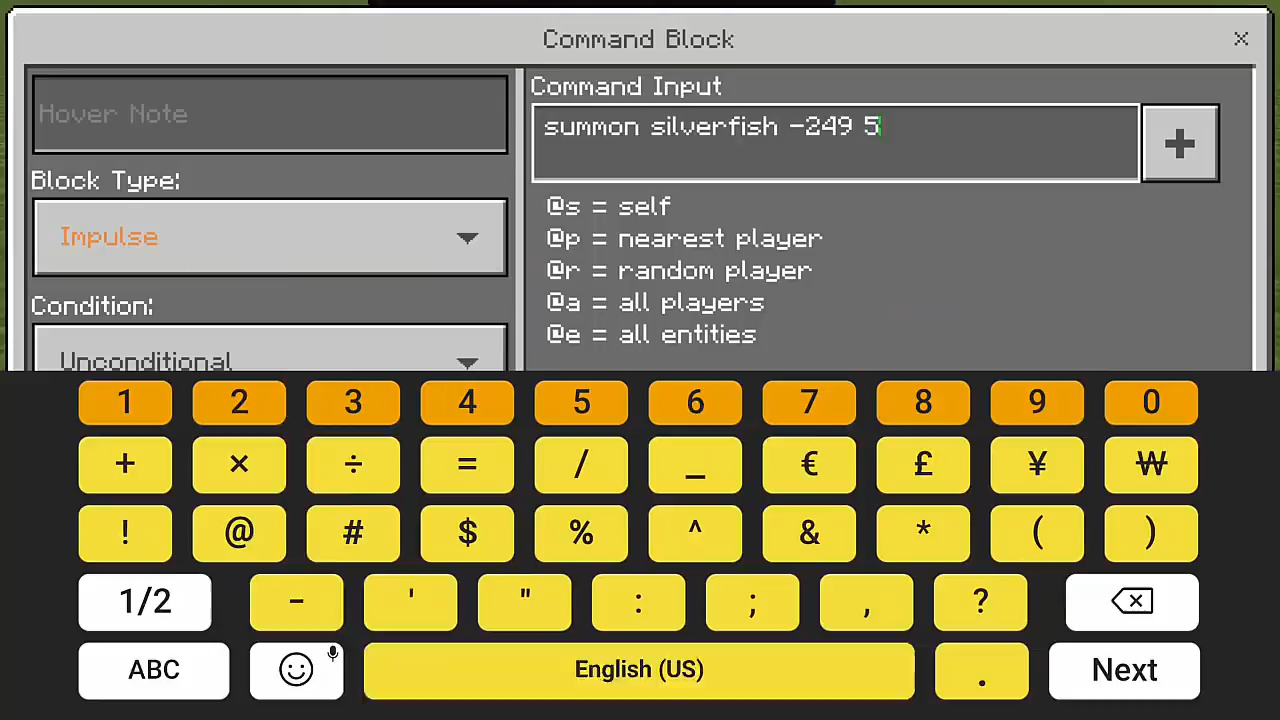 Command Block ×
Hover Note
Block Type:
Impulse
Condition:
Unconditional
Command Input
summon silverfish -249 5
+
@s = self
@p = nearest player
@r = random player
@a = all players
@e = all entities
1 2 3 4 5 6 7 8 9 0
+ × ÷ = / _ € £ ¥ ₩
! @ # $ % ^ & * ( )
1/2 - ' " : ; , ?
ABC English (US) . Next